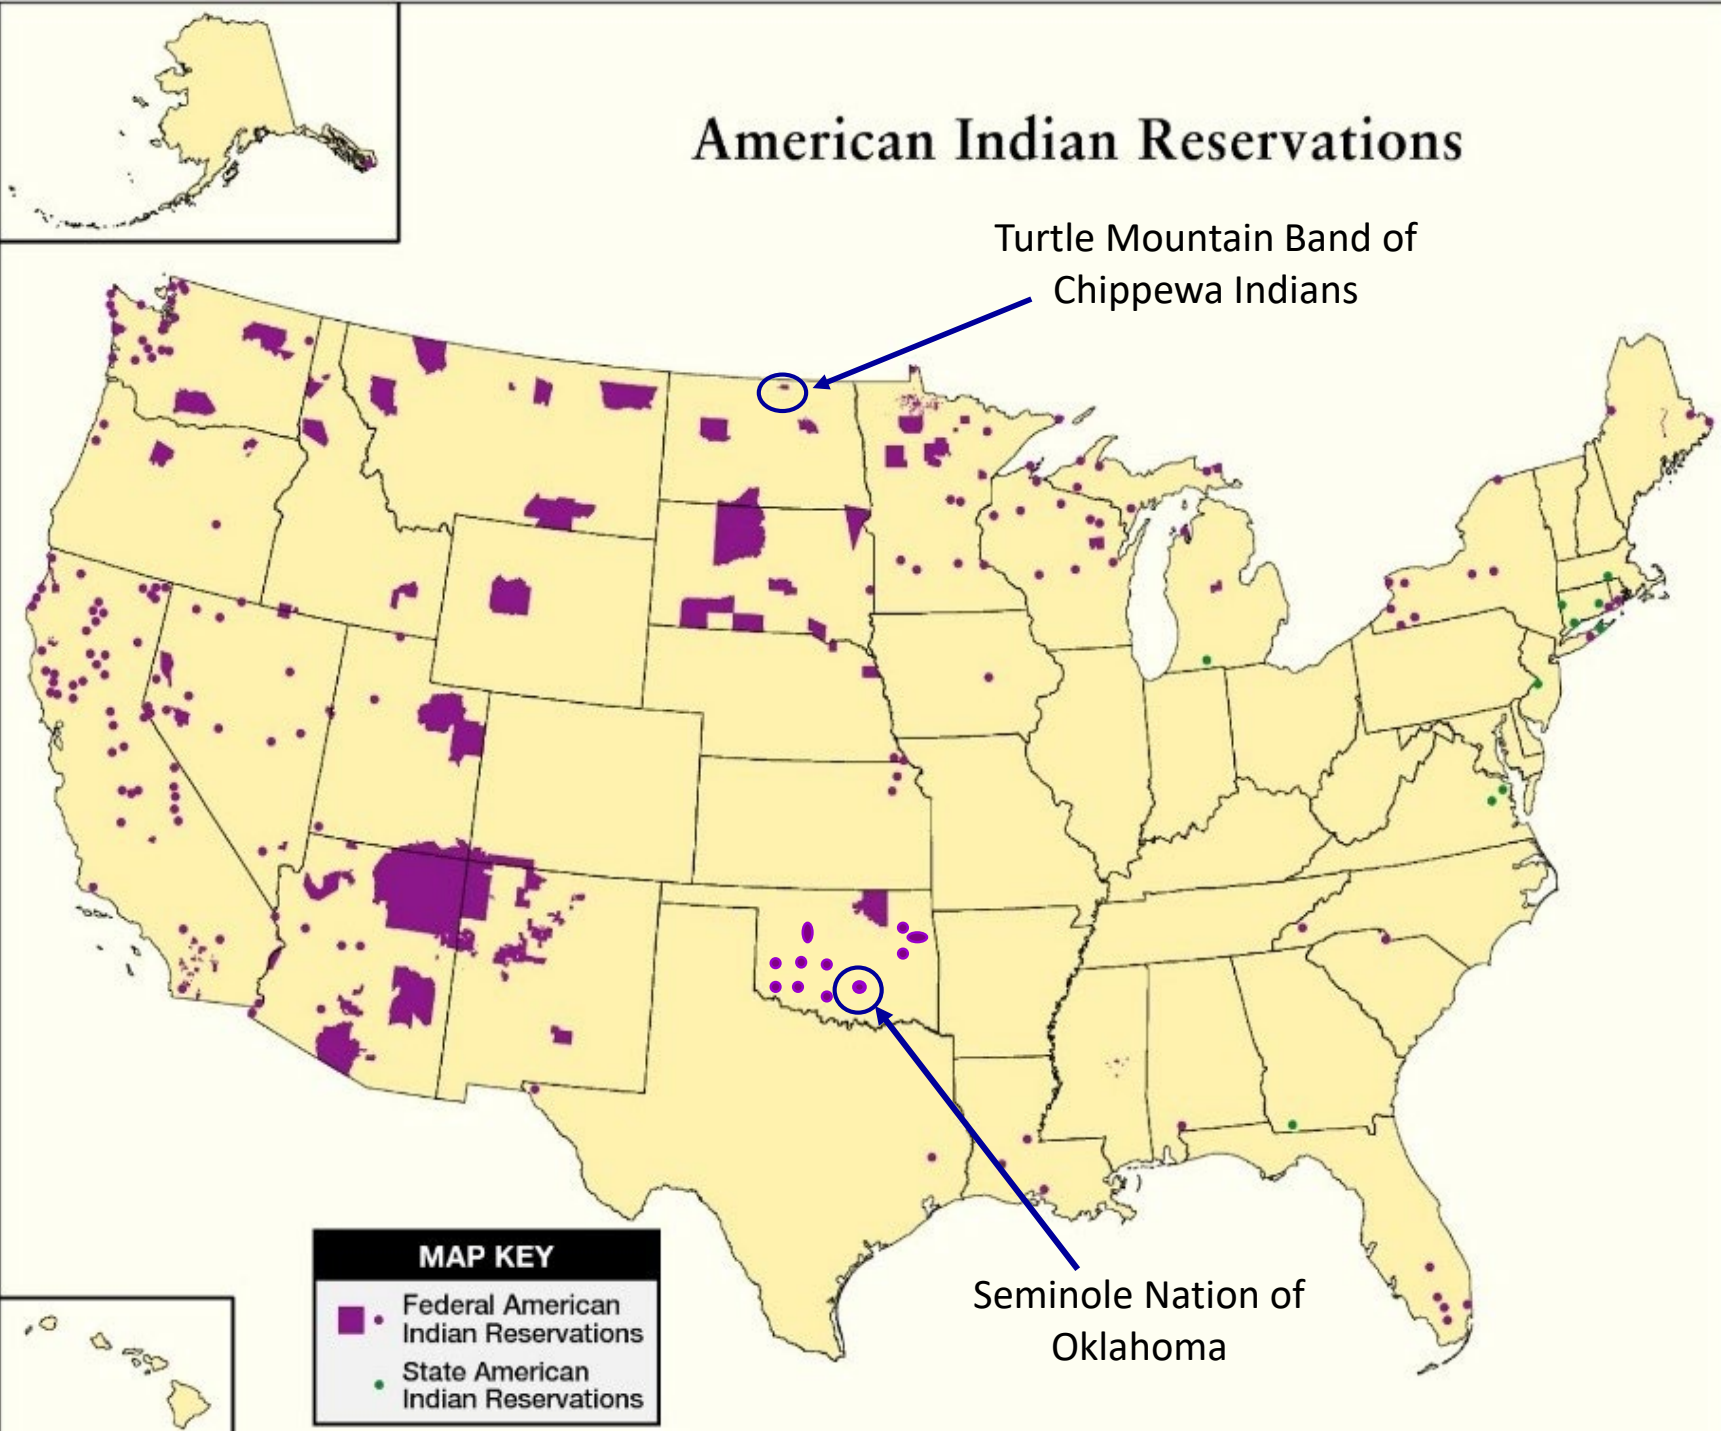 American Indian Reservations
Turtle Mountain Band of
Chippewa Indians
MAP KEY
Federal American
Indian Reservations
State American
Indian Reservations
Seminole Nation of
Oklahoma